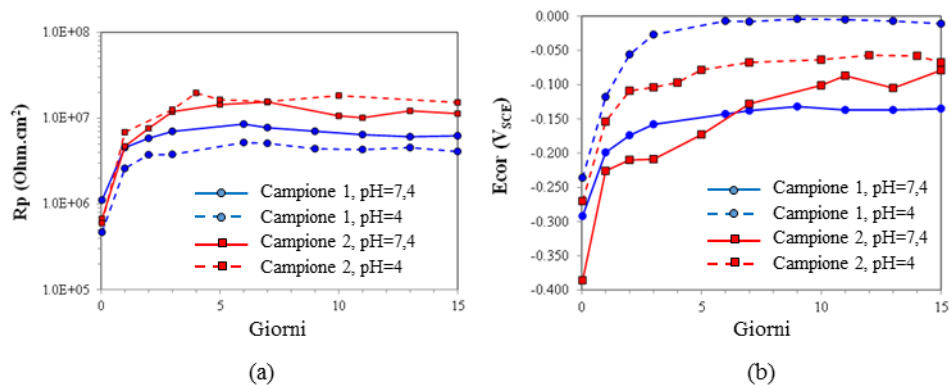 1.0E+08
1.0E+07
1.0E+06
1.0E+05
Rp (Ohm.cm²)
Campione 1, pH=7,4
Campione 1, pH=4
Campione 2, pH=7,4
Campione 2, pH=4
0 5 10 15
Giorni
(a)
0.000
-0.050
-0.100
-0.150
-0.200
-0.250
-0.300
-0.350
-0.400
Ecor (V_SCE)
Campione 1, pH=7,4
Campione 1, pH=4
Campione 2, pH=7,4
Campione 2, pH=4
0 5 10 15
Giorni
(b)